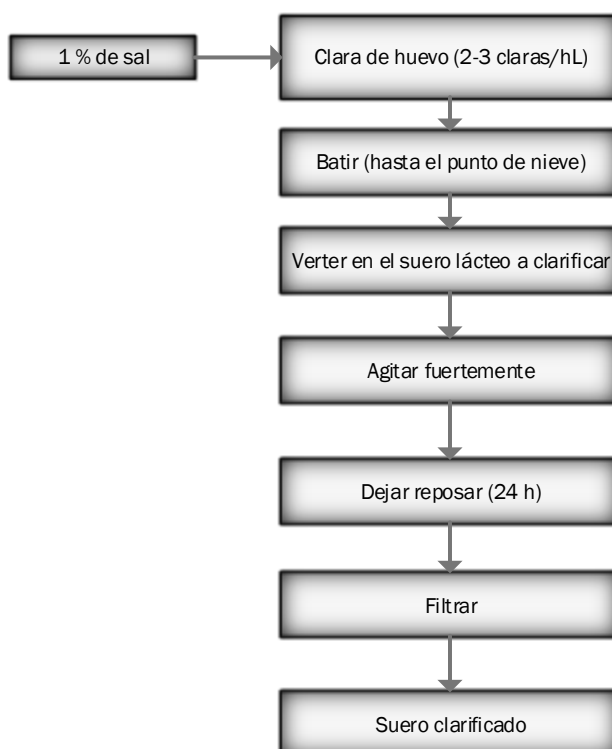 1 % de sal
Clara de huevo (2-3 claras/hL)
Batir (hasta el punto de nieve)
Verter en el suero lácteo a clarificar
Agitar fuertemente
Dejar reposar (24 h)
Filtrar
Suero clarificado